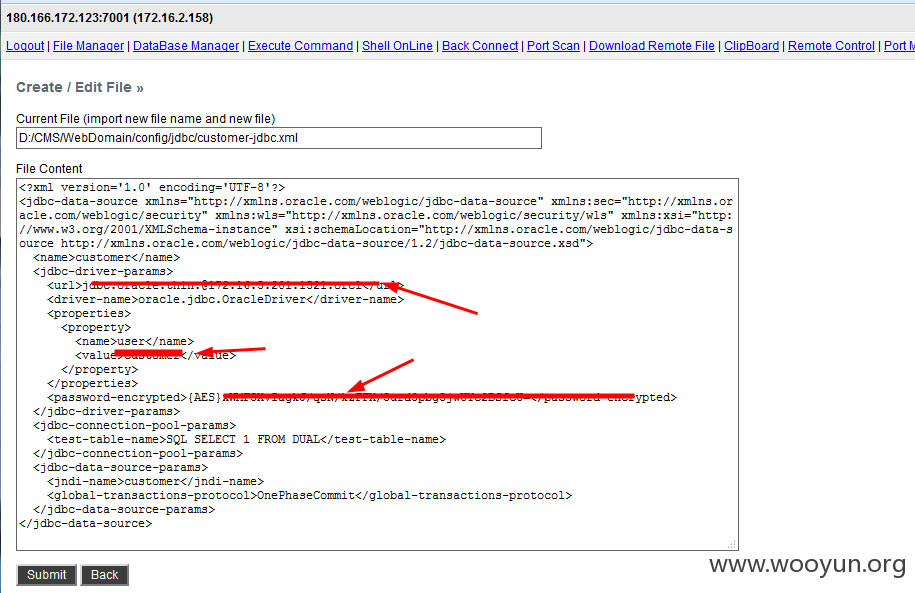 180.166.172.123:7001 (172.16.2.158)
Logout | File Manager | DataBase Manager | Execute Command | Shell OnLine | Back Connect | Port Scan | Download Remote File | ClipBoard | Remote Control | Port M
Create / Edit File »
Current File (import new file name and new file)
D:/CMS/WebDomain/config/jdbc/customer-jdbc.xml
File Content
<?xml version='1.0' encoding='UTF-8'?>
<jdbc-data-source xmlns="http://xmlns.oracle.com/weblogic/jdbc-data-source" xmlns:sec="http://xmlns.or
acle.com/weblogic/security" xmlns:wls="http://xmlns.oracle.com/weblogic/security/wls" xmlns:xsi="http:
//www.w3.org/2001/XMLSchema-instance" xsi:schemaLocation="http://xmlns.oracle.com/weblogic/jdbc-data-s
ource http://xmlns.oracle.com/weblogic/jdbc-data-source/1.2/jdbc-data-source.xsd">
<name>customer</name>
<jdbc-driver-params>
<url>
<driver-name>oracle.jdbc.OracleDriver</driver-name>
<properties>
<property>
<name>user</name>
<value></value>
</property>
</properties>
<password-encrypted>{AES}</password-encrypted>
</jdbc-driver-params>
<jdbc-connection-pool-params>
<test-table-name>SQL SELECT 1 FROM DUAL</test-table-name>
</jdbc-connection-pool-params>
<jdbc-data-source-params>
<jndi-name>customer</jndi-name>
<global-transactions-protocol>OnePhaseCommit</global-transactions-protocol>
</jdbc-data-source-params>
</jdbc-data-source>
Submit Back
www.wooyun.org